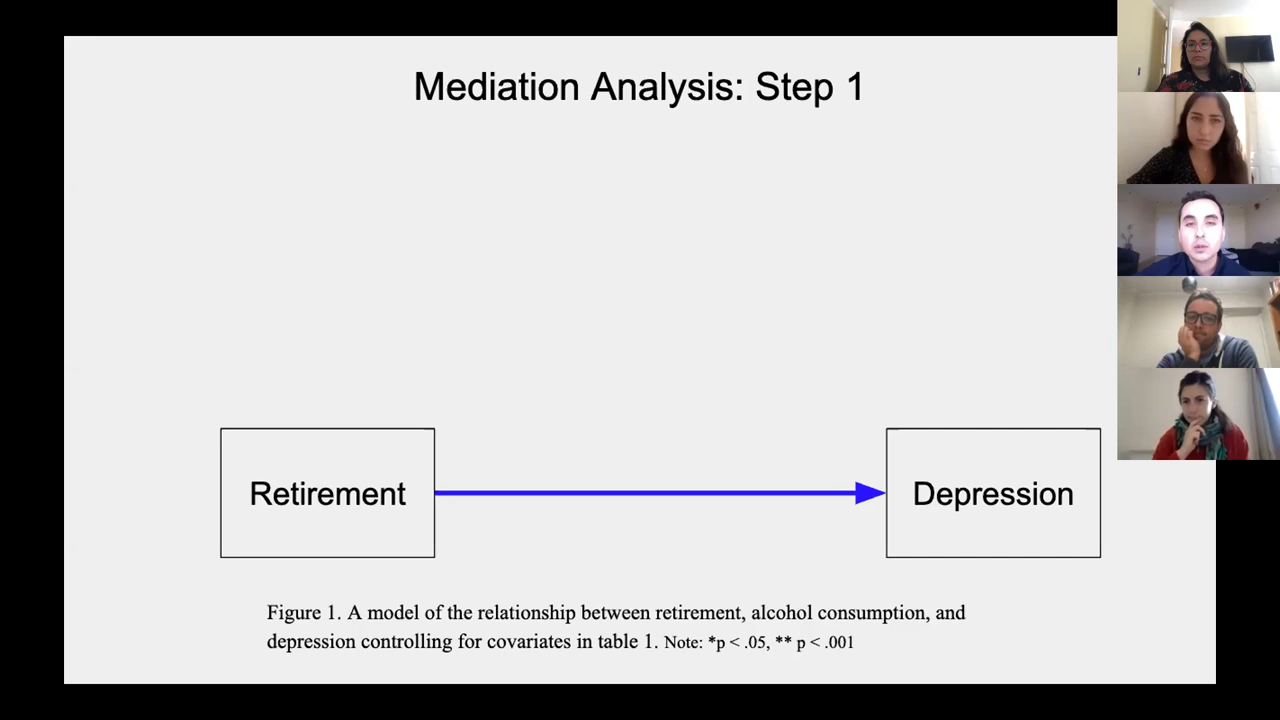 Mediation Analysis: Step 1
Retirement
Depression
Figure 1. A model of the relationship between retirement, alcohol consumption, and
depression controlling for covariates in table 1. Note: *p < .05, ** p < .001